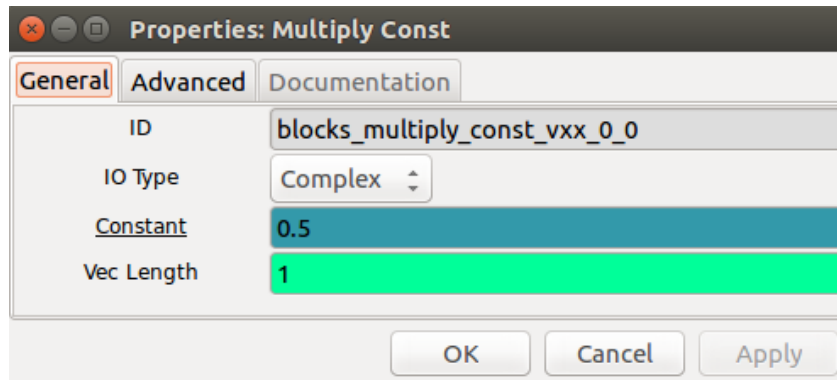 Properties: Multiply Const
General Advanced Documentation
ID blocks_multiply_const_vxx_0_0
IO Type Complex
Constant 0.5
Vec Length 1
OK Cancel Apply